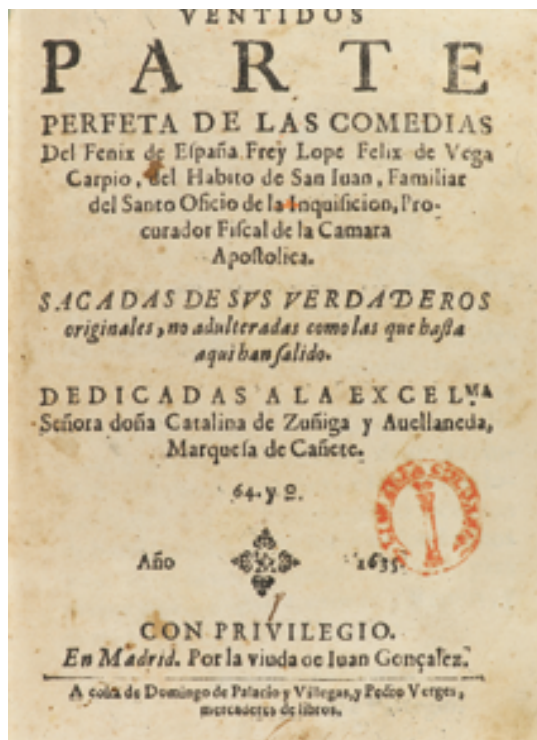 VENTIDOS
PARTE
PERFETA DE LAS COMEDIAS
Del Fenix de Eſpaña Frey Lope Felix de Vega
Carpio, del Habito de San Iuan, Familiar
del Santo Oficio de la Inquiſicion, Pro-
curador Fiſcal de la Camara
Apoſtolica.
SACADAS DE SVS VERDADEROS
originales, no adulteradas como las que haſta
aqui han ſalido.
DEDICADAS A LA EXCEL.MA
Señora doña Catalina de Zuñiga y Auellaneda,
Marqueſa de Cañete.
64. y º.
Año 1635
CON PRIVILEGIO.
En Madrid. Por la viuda de Iuan Gonçalez.
A coſta de Domingo de Palacio y Villegas, y Pedro Verges,
mercaderes de libros.